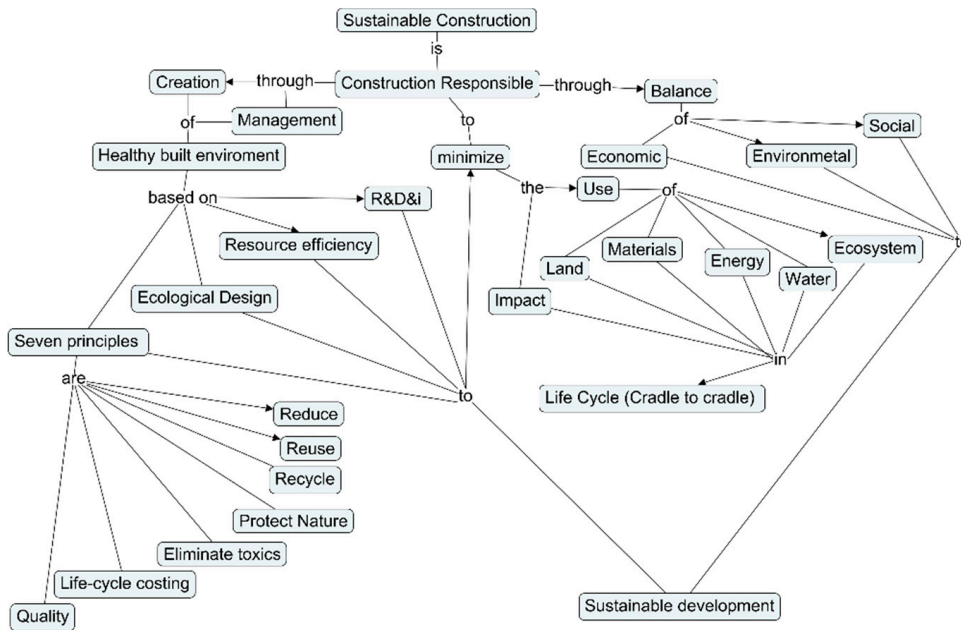 Sustainable Construction
is
Creation
through
Construction Responsible
through
Balance
of
Management
to
of
Social
Healthy built enviroment
minimize
Economic
Environmetal
based on
R&D&i
the
Use
of
Resource efficiency
Materials
Energy
Ecosystem
Land
Water
Ecological Design
Impact
Seven principles
in
are
to
Life Cycle (Cradle to cradle)
Reduce
Reuse
Recycle
Protect Nature
Eliminate toxics
Life-cycle costing
Quality
Sustainable development